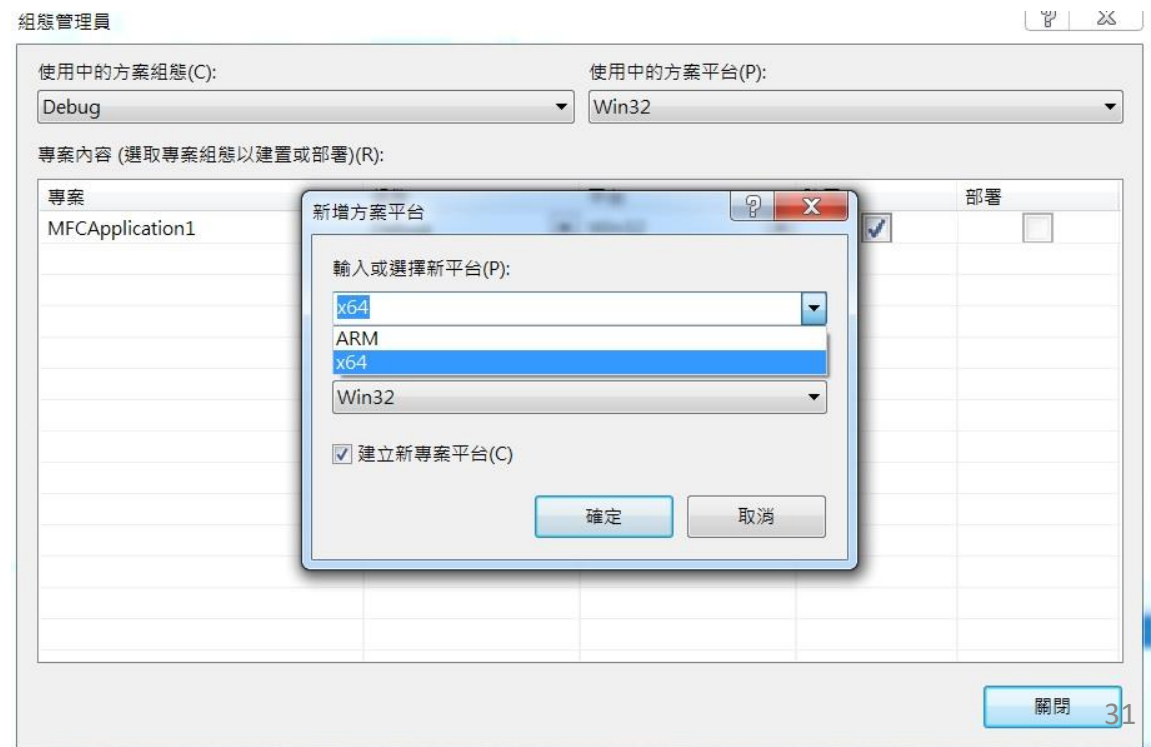 組態管理員
使用中的方案組態(C):
使用中的方案平台(P):
Debug
Win32
專案內容 (選取專案組態以建置或部署)(R):
專案
部署
MFCApplication1
新增方案平台
輸入或選擇新平台(P):
x64
ARM
x64
Win32
建立新專案平台(C)
確定
取消
關閉
31